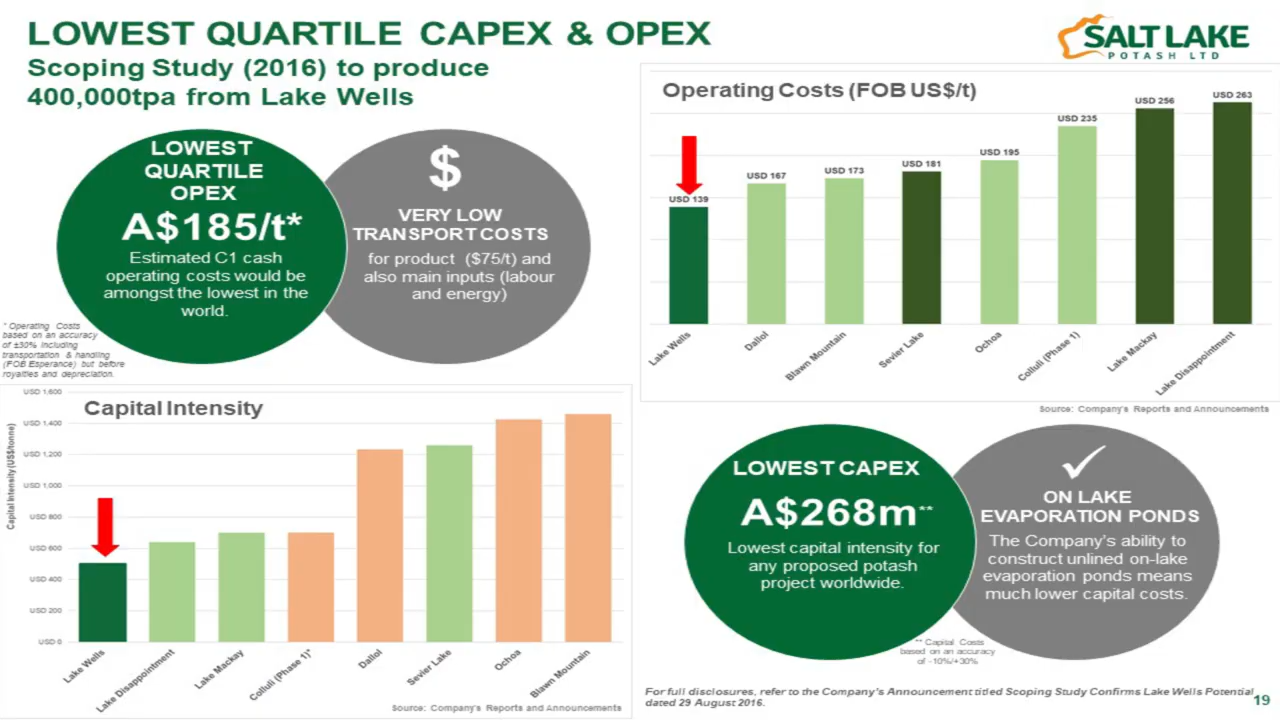 LOWEST QUARTILE CAPEX & OPEX
Scoping Study (2016) to produce
400,000tpa from Lake Wells
SALT LAKE
POTASH LTD
LOWEST
QUARTILE
OPEX
A$185/t*
Estimated C1 cash
operating costs would be
amongst the lowest in the
world.
$
VERY LOW
TRANSPORT COSTS
for product ($75/t) and
also main inputs (labour
and energy)
* Operating Costs
based on an accuracy
of ±30% including
transportation & handling
(FOB Esperance) but before
royalties and depreciation.
Operating Costs (FOB US$/t)
USD 139
USD 167
USD 173
USD 181
USD 195
USD 235
USD 256
USD 263
Lake Wells
Dallol
Blawn Mountain
Sevier Lake
Ochoa
Colluli (Phase 1)
Lake Mackay
Lake Disappointment
Source: Company's Reports and Announcements
Capital Intensity
Capital Intensity (US$/tonne)
USD 1,600
USD 1,400
USD 1,200
USD 1,000
USD 800
USD 600
USD 400
USD 200
USD 0
Lake Wells
Lake Disappointment
Lake Mackay
Colluli (Phase 1)*
Dallol
Sevier Lake
Ochoa
Blawn Mountain
Source: Company's Reports and Announcements
LOWEST CAPEX
A$268m**
Lowest capital intensity for
any proposed potash
project worldwide.
ON LAKE
EVAPORATION PONDS
The Company's ability to
construct unlined on-lake
evaporation ponds means
much lower capital costs.
** Capital Costs
based on an accuracy
of -10%/+30%
For full disclosures, refer to the Company's Announcement titled Scoping Study Confirms Lake Wells Potential
dated 29 August 2016.
19